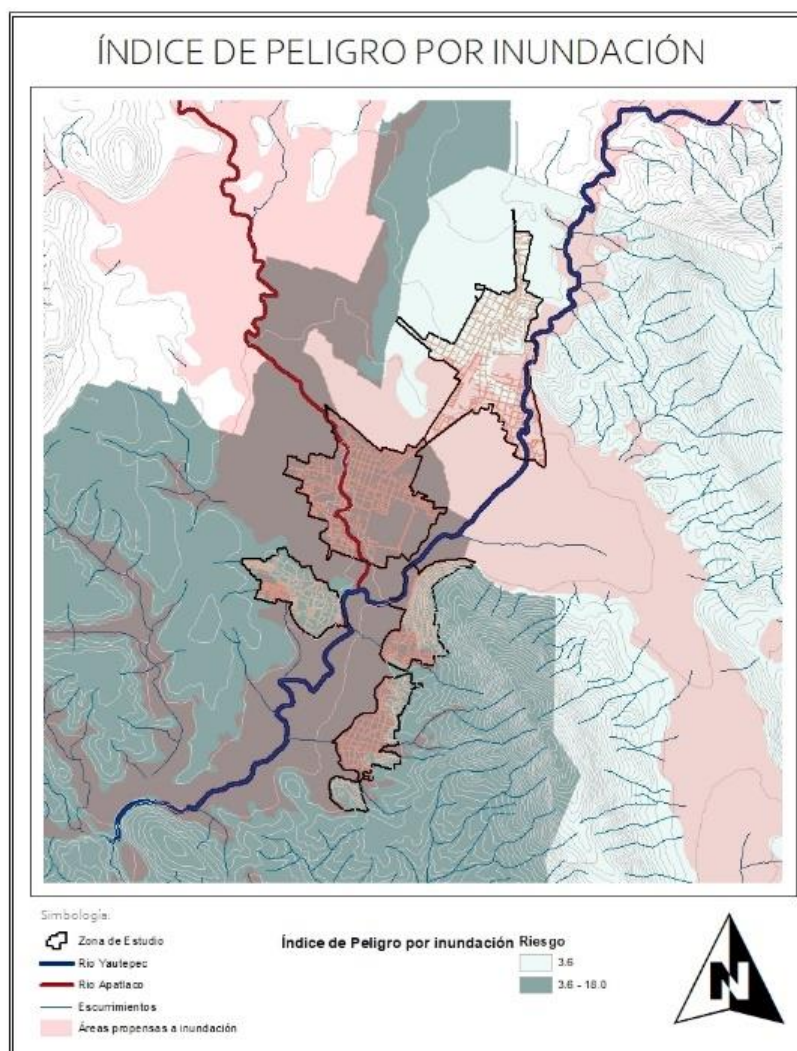 ÍNDICE DE PELIGRO POR INUNDACIÓN
Simbología:
Zona de Estudio
Río Yautepec
Río Apatlaco
Escurrimientos
Áreas propensas a inundación
Índice de Peligro por inundación
Riesgo
3.6
3.6 - 18.0
N